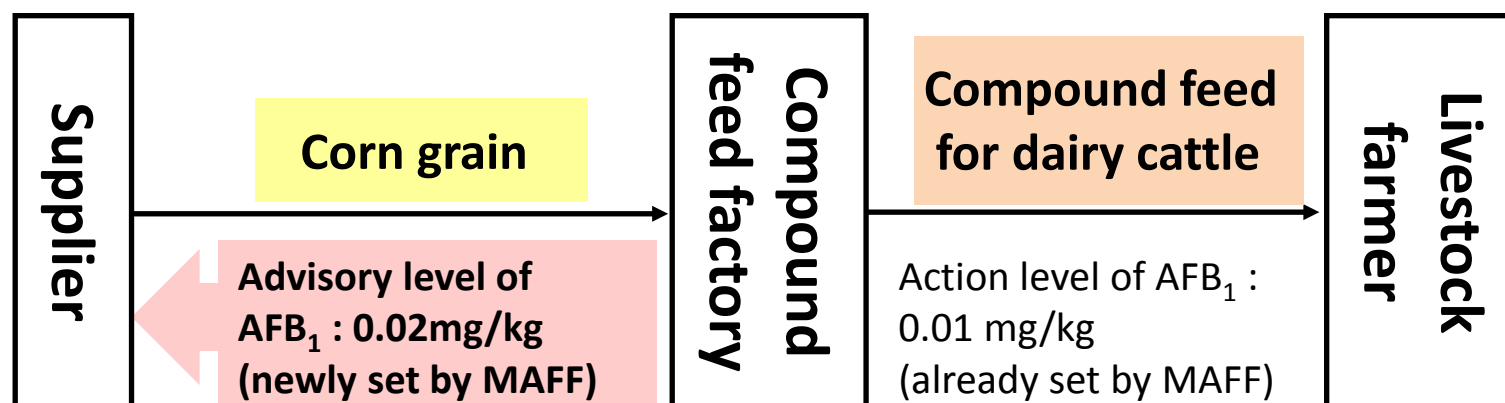 Supplier
Corn grain
Advisory level of
AFB₁ : 0.02mg/kg
(newly set by MAFF)
Compound
feed factory
Compound feed
for dairy cattle
Action level of AFB₁ :
0.01 mg/kg
(already set by MAFF)
Livestock
farmer